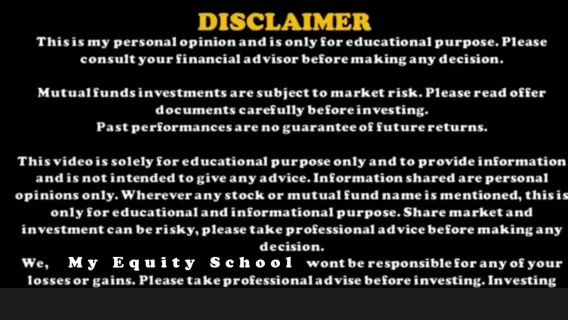 DISCLAIMER
This is my personal opinion and is only for educational purpose. Please
consult your financial advisor before making any decision.
Mutual funds investments are subject to market risk. Please read offer
documents carefully before investing.
Past performances are no guarantee of future returns.
This video is solely for educational purpose only and to provide information
and is not intended to give any advice. Information shared are personal
opinions only. Wherever any stock or mutual fund name is mentioned, this is
only for educational and informational purpose. Share market and
investment can be risky, please take professional advice before making any
decision.
We, My Equity School wont be responsible for any of your
losses or gains. Please take professional advise before investing. Investing